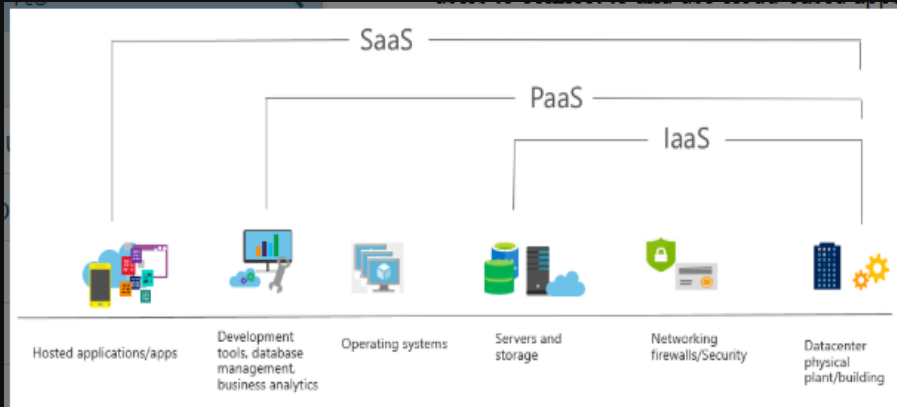 SaaS
PaaS
IaaS
Hosted applications/apps
Development
tools, database
management,
business analytics
Operating systems
Servers and
storage
Networking
firewalls/Security
Datacenter
physical
plant/building